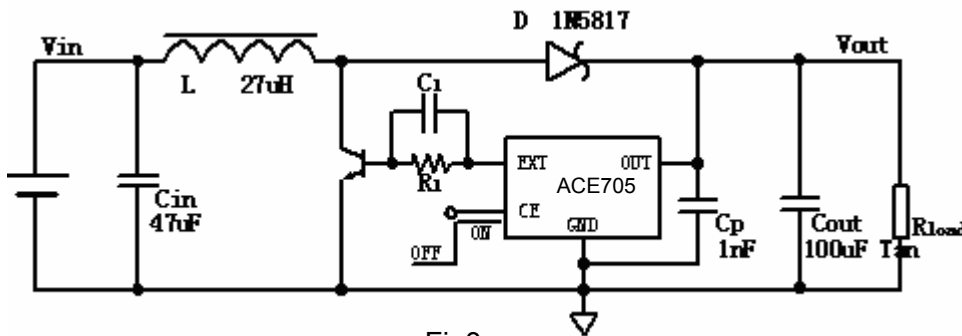 D 1N5817
Vin
Vout
L 27uH
C1
R1
EXT OUT
ACE705
CE
GND
ON
OFF
Cin
47uF
Cp
1nF
Cout
100uF Tan
Rload